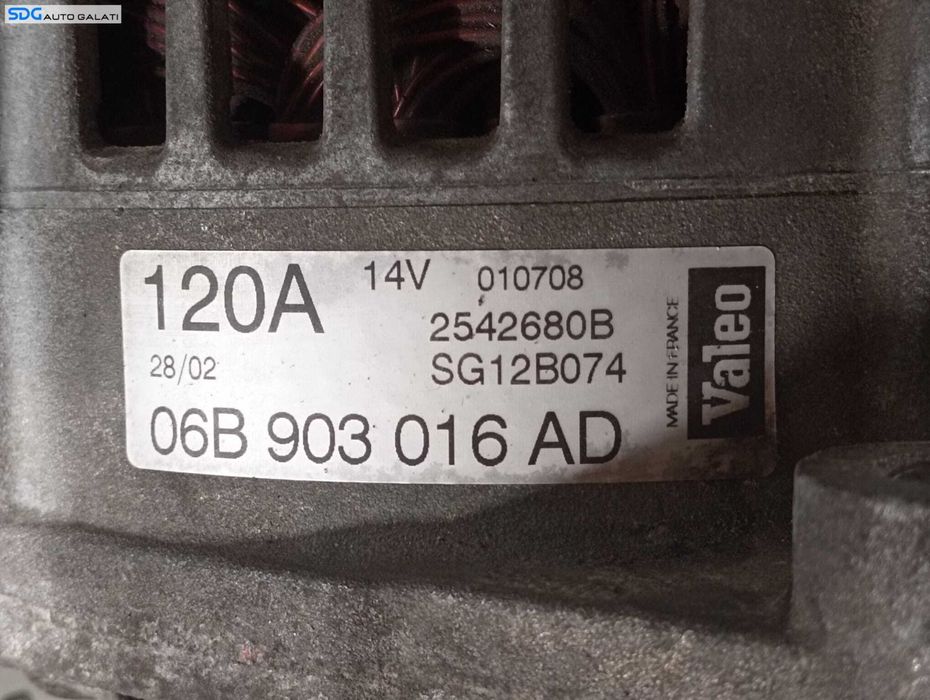 SDG AUTO GALATI
120A 14V 010708
2542680B
28/02 SG12B074
06B 903 016 AD
MADE IN FRANCE
Valeo